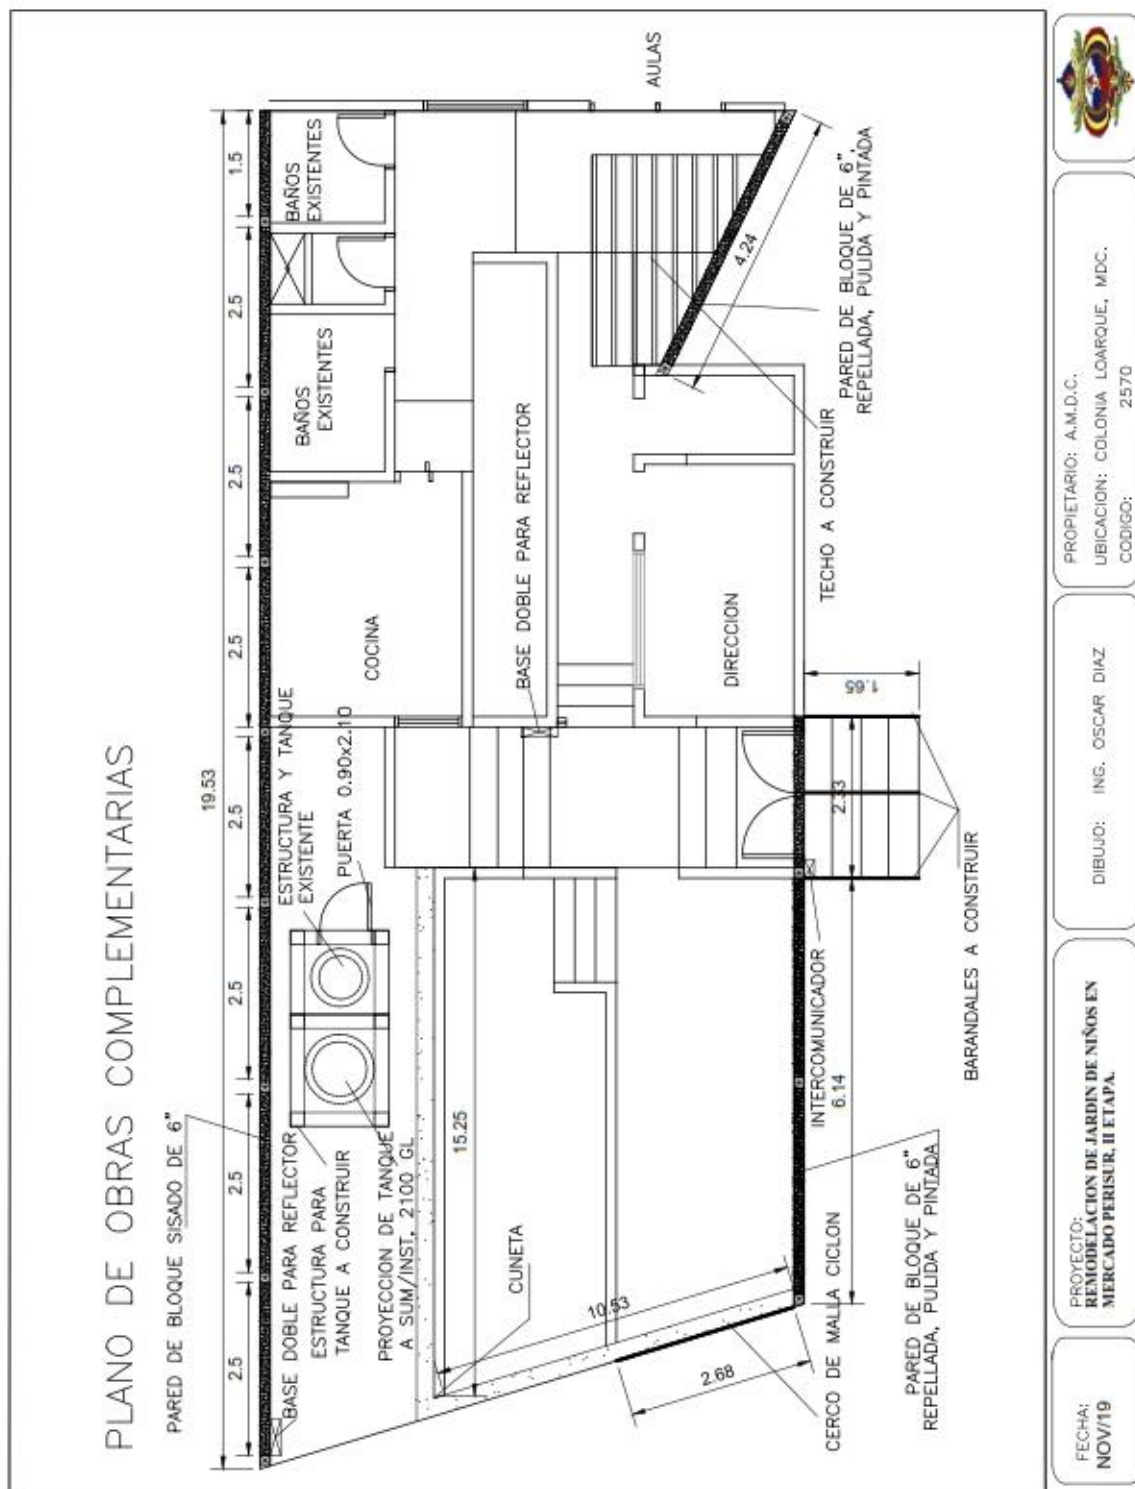 PLANO DE OBRAS COMPLEMENTARIAS
PARED DE BLOQUE SISADO DE 6"
19.53
2.5
2.5
2.5
2.5
2.5
2.5
2.5
1.5
BASE DOBLE PARA REFLECTOR
ESTRUCTURA PARA
TANQUE A CONSTRUIR
PROYECCION DE TANQUE
A SUM/INST, 2100 GL
ESTRUCTURA Y TANQUE
EXISTENTE
PUERTA 0.90x2.10
COCINA
BAÑOS
EXISTENTES
BAÑOS
EXISTENTES
AULAS
15.25
CUNETA
10.53
BASE DOBLE PARA REFLECTOR
DIRECCION
2.68
CERCO DE MALLA CICLON
6.14
INTERCOMUNICADOR
2.33
1.65
TECHO A CONSTRUIR
4.24
PARED DE BLOQUE DE 6",
REPELLADA, PULIDA Y PINTADA
PARED DE BLOQUE DE 6"
REPELLADA, PULIDA Y PINTADA
BARANDALES A CONSTRUIR
FECHA:
NOV/19
PROYECTO:
REMODELACION DE JARDIN DE NIÑOS EN
MERCADO PERISUR, II ETAPA.
DIBUJO: ING. OSCAR DIAZ
PROPIETARIO: A.M.D.C.
UBICACION: COLONIA LOARQUE, MDC.
CODIGO: 2570